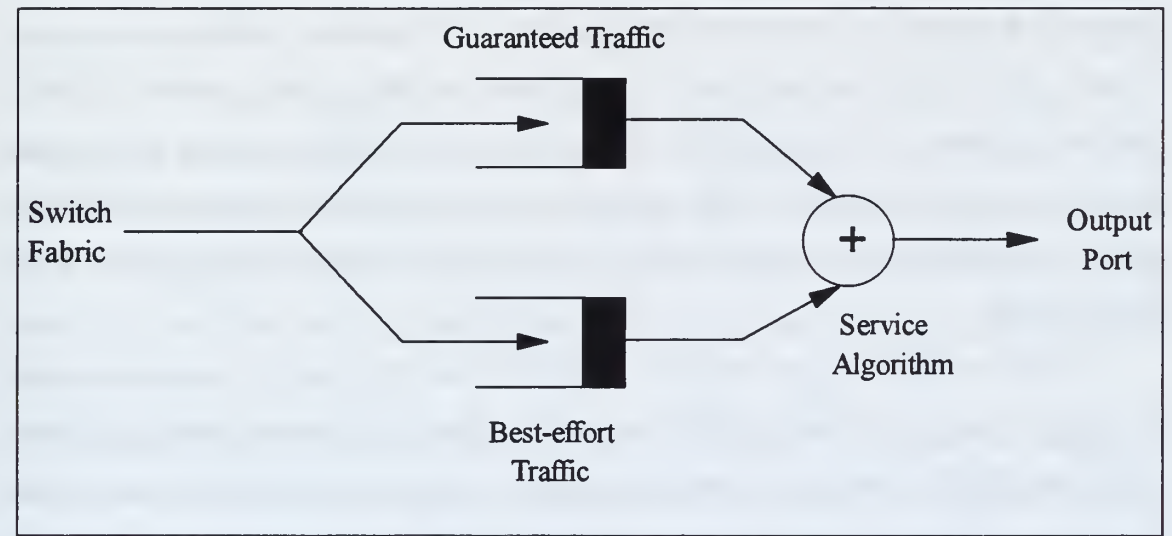 Guaranteed Traffic
Switch
Fabric
+
Output
Port
Service
Algorithm
Best-effort
Traffic